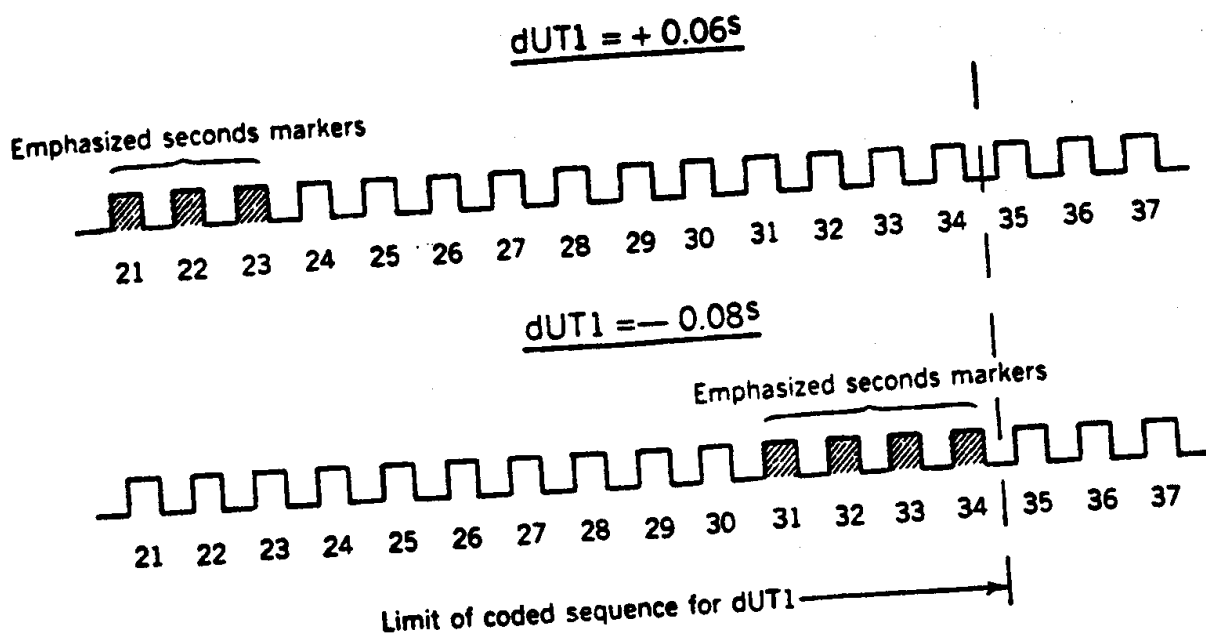 dUT1 = + 0.06s
Emphasized seconds markers
21 22 23 24 25 26 27 28 29 30 31 32 33 34 35 36 37
dUT1 =— 0.08s
Emphasized seconds markers
21 22 23 24 25 26 27 28 29 30 31 32 33 34 35 36 37
Limit of coded sequence for dUT1